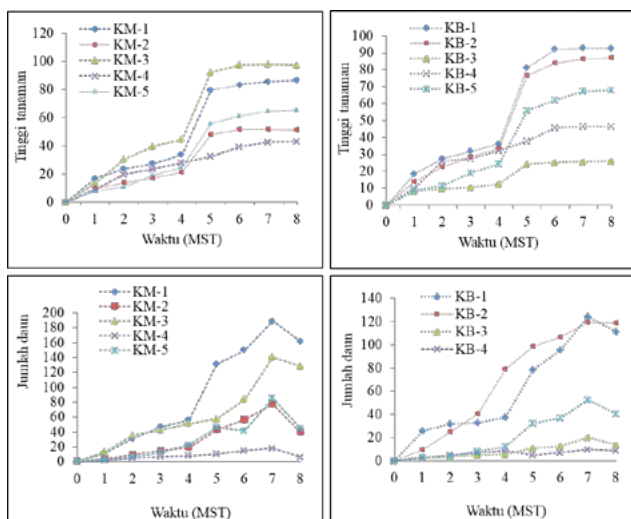 Tinggi tanaman
120
100
80
60
40
20
0
KM-1
KM-2
KM-3
KM-4
KM-5
0 1 2 3 4 5 6 7 8
Waktu (MST)
Tinggi tanaman
100
90
80
70
60
50
40
30
20
10
0
KB-1
KB-2
KB-3
KB-4
KB-5
0 1 2 3 4 5 6 7 8
Waktu (MST)
Jumlah daun
200
180
160
140
120
100
80
60
40
20
0
KM-1
KM-2
KM-3
KM-4
KM-5
0 1 2 3 4 5 6 7 8
Waktu (MST)
Jumlah daun
140
120
100
80
60
40
20
0
KB-1
KB-2
KB-3
KB-4
0 1 2 3 4 5 6 7 8
Waktu (MST)